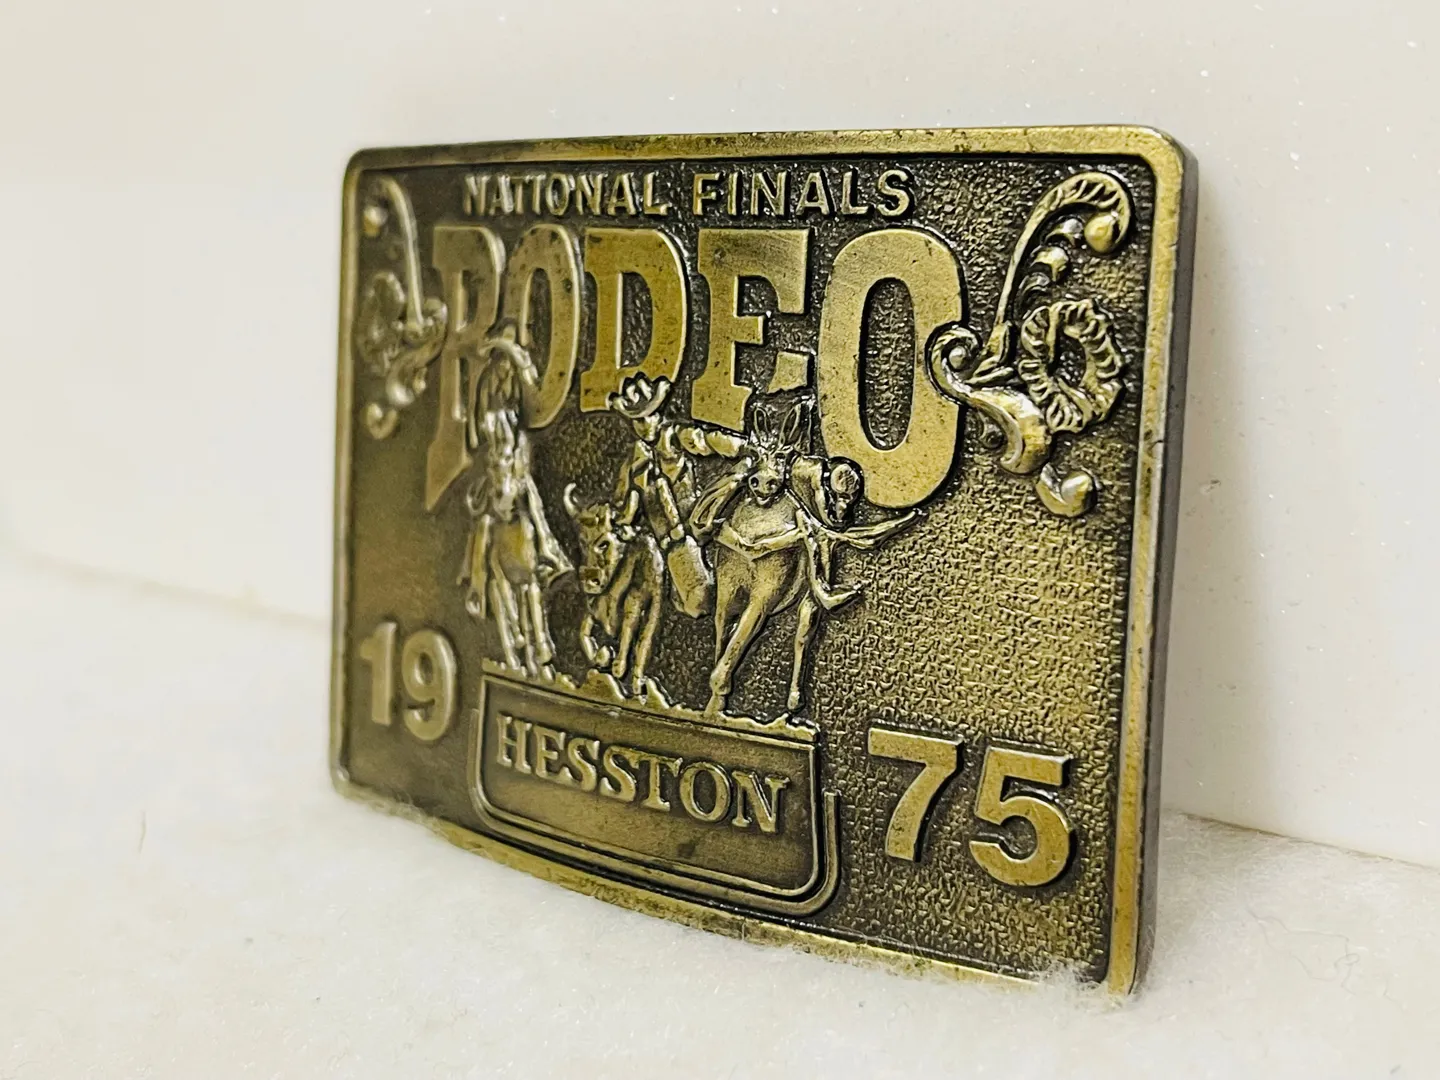 NATIONAL FINALS
RODEO
19 75
HESSTON